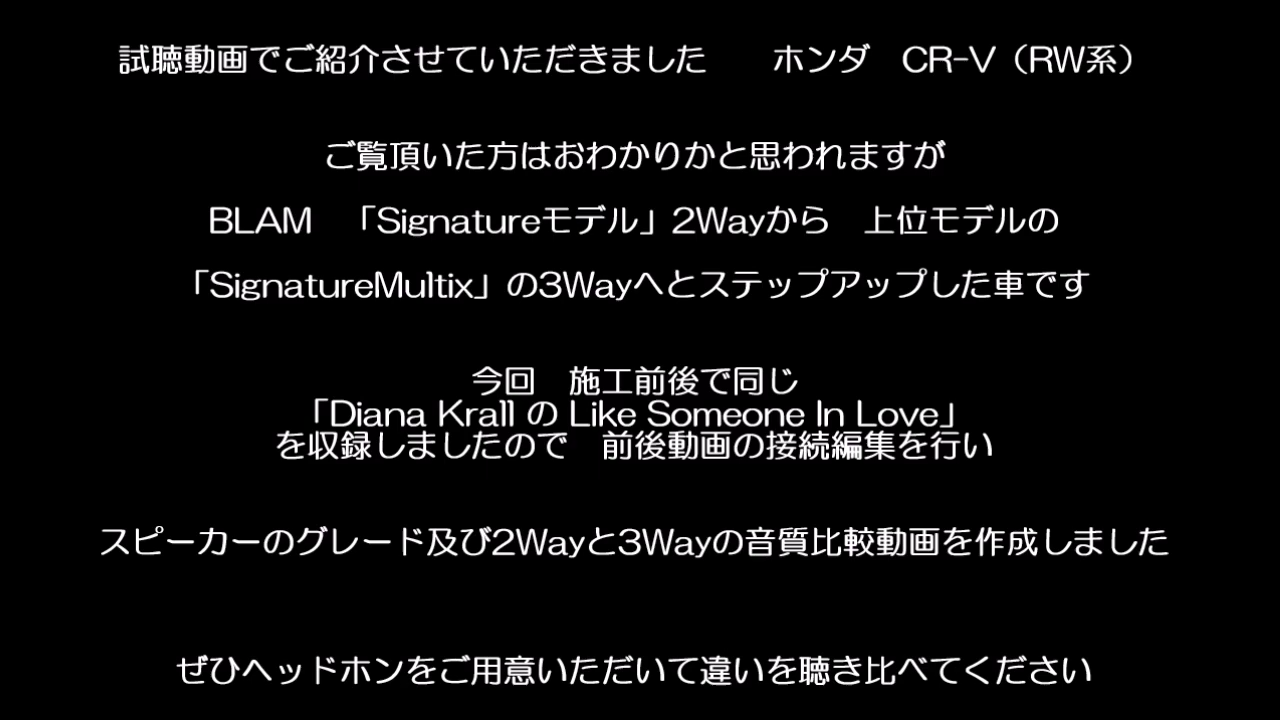 試聴動画でご紹介させていただきました　　ホンダ　CR-V（RW系）
ご覧頂いた方はおわかりかと思われますが
BLAM　「Signatureモデル」2Wayから　上位モデルの
「SignatureMultix」の3Wayへとステップアップした車です
今回　施工前後で同じ
「Diana Krall の Like Someone In Love」
を収録しましたので　前後動画の接続編集を行い
スピーカーのグレード及び2Wayと3Wayの音質比較動画を作成しました
ぜひヘッドホンをご用意いただいて違いを聴き比べてください